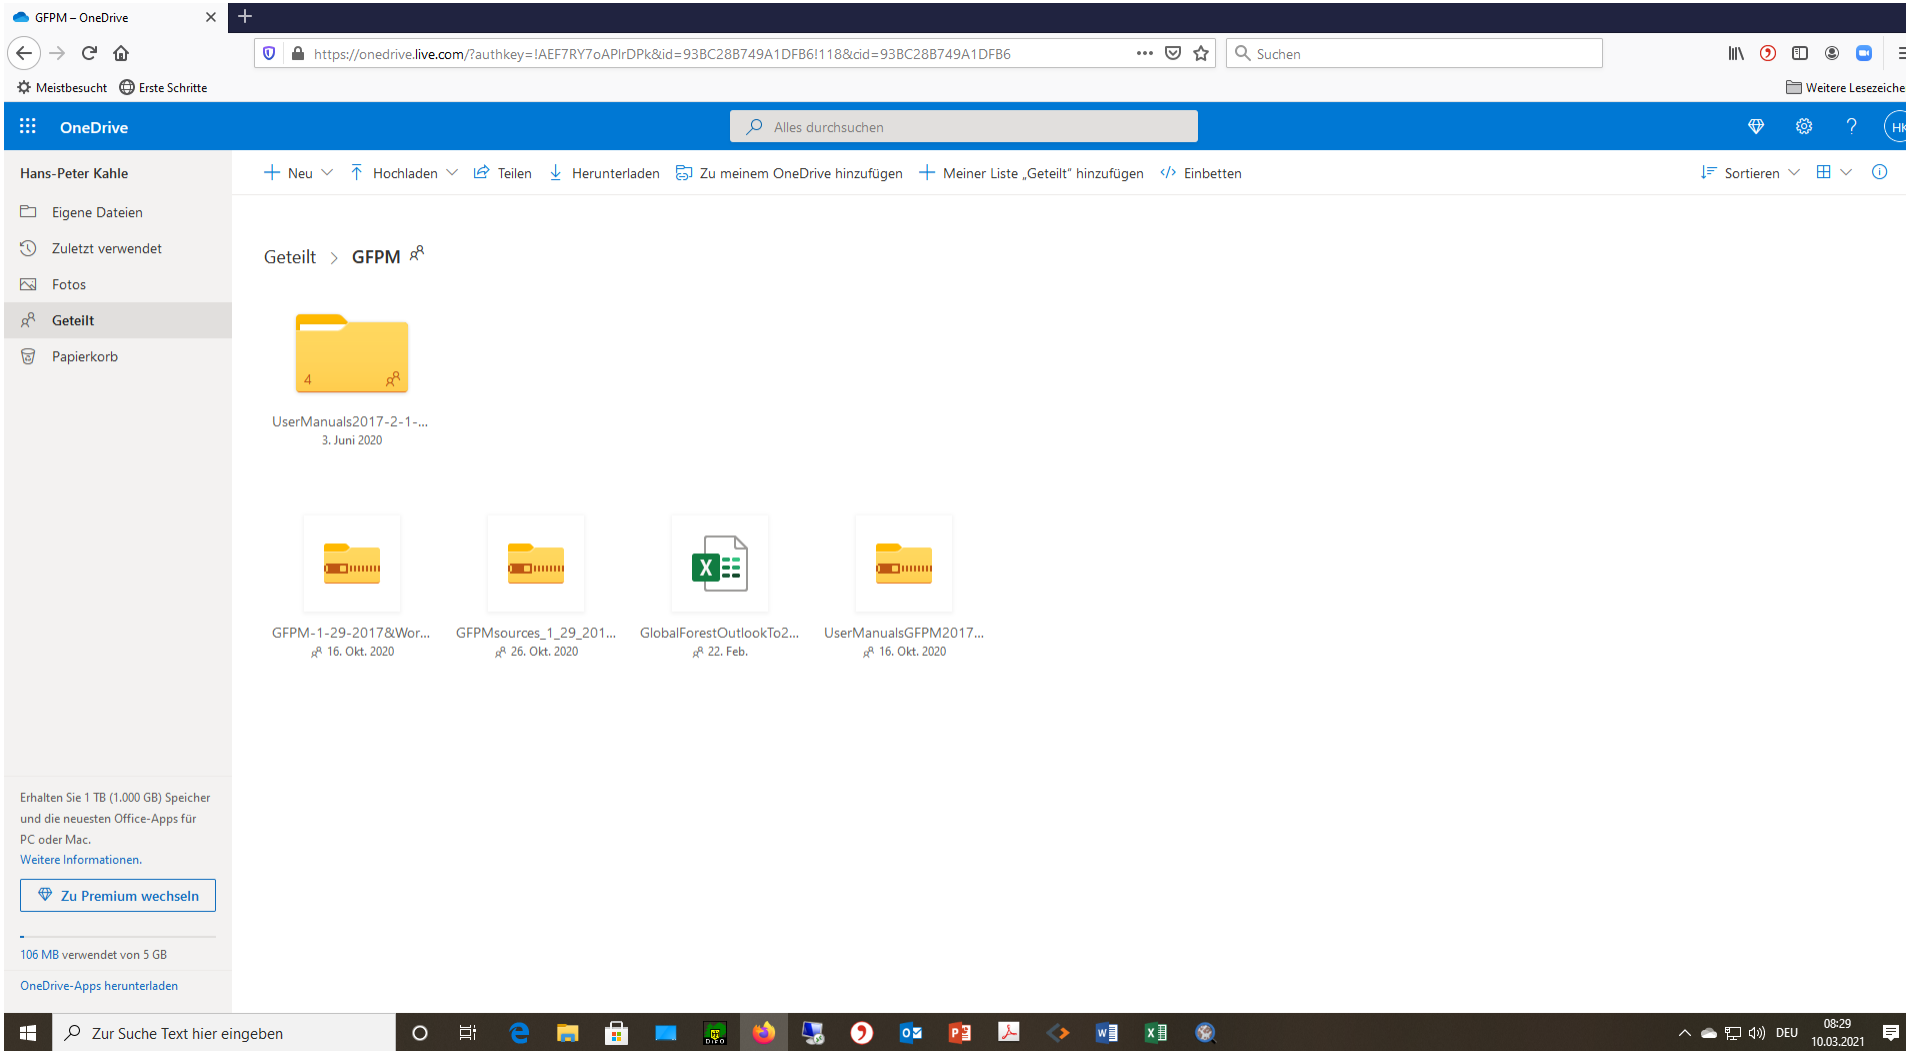 GFPM – OneDrive
https://onedrive.live.com/?authkey=!AEF7RY7oAPlrDPk&id=93BC28B749A1DFB6!118&cid=93BC28B749A1DFB6
Suchen
Meistbesucht
Erste Schritte
Weitere Lesezeiche
OneDrive
Alles durchsuchen
HK
Hans-Peter Kahle
Neu
Hochladen
Teilen
Herunterladen
Zu meinem OneDrive hinzufügen
Meiner Liste „Geteilt“ hinzufügen
Einbetten
Sortieren
Eigene Dateien
Zuletzt verwendet
Fotos
Geteilt
Papierkorb
Geteilt > GFPM
4
UserManuals2017-2-1-...
3. Juni 2020
GFPM-1-29-2017&Wor...
16. Okt. 2020
GFPMsources_1_29_201...
26. Okt. 2020
GlobalForestOutlookTo2...
22. Feb.
UserManualsGFPM2017...
16. Okt. 2020
Erhalten Sie 1 TB (1.000 GB) Speicher
und die neuesten Office-Apps für
PC oder Mac.
Weitere Informationen.
Zu Premium wechseln
106 MB verwendet von 5 GB
OneDrive-Apps herunterladen
Zur Suche Text hier eingeben
DEU
08:29
10.03.2021